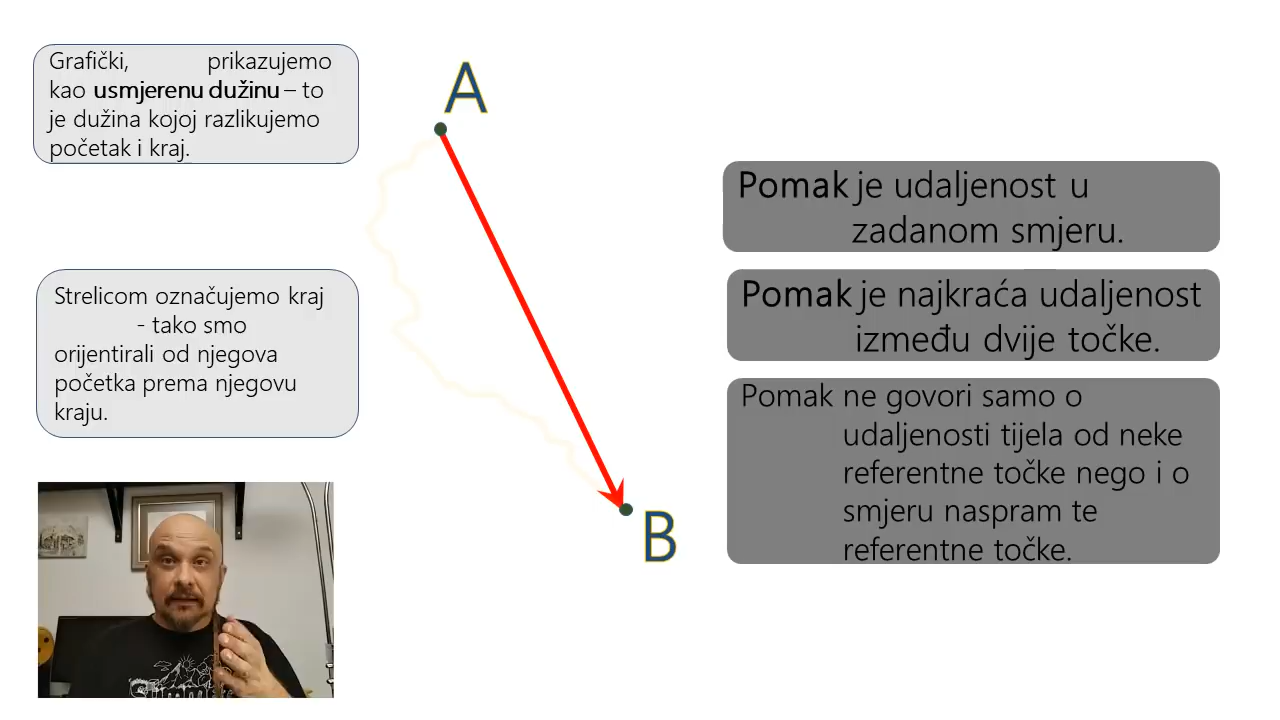 Grafički, prikazujemo
kao usmjerenu dužinu – to
je dužina kojoj razlikujemo
početak i kraj.
Strelicom označujemo kraj
- tako smo
orijentirali od njegova
početka prema njegovu
kraju.
A
B
Pomak je udaljenost u
zadanom smjeru.
Pomak je najkraća udaljenost
između dvije točke.
Pomak ne govori samo o
udaljenosti tijela od neke
referentne točke nego i o
smjeru naspram te
referentne točke.